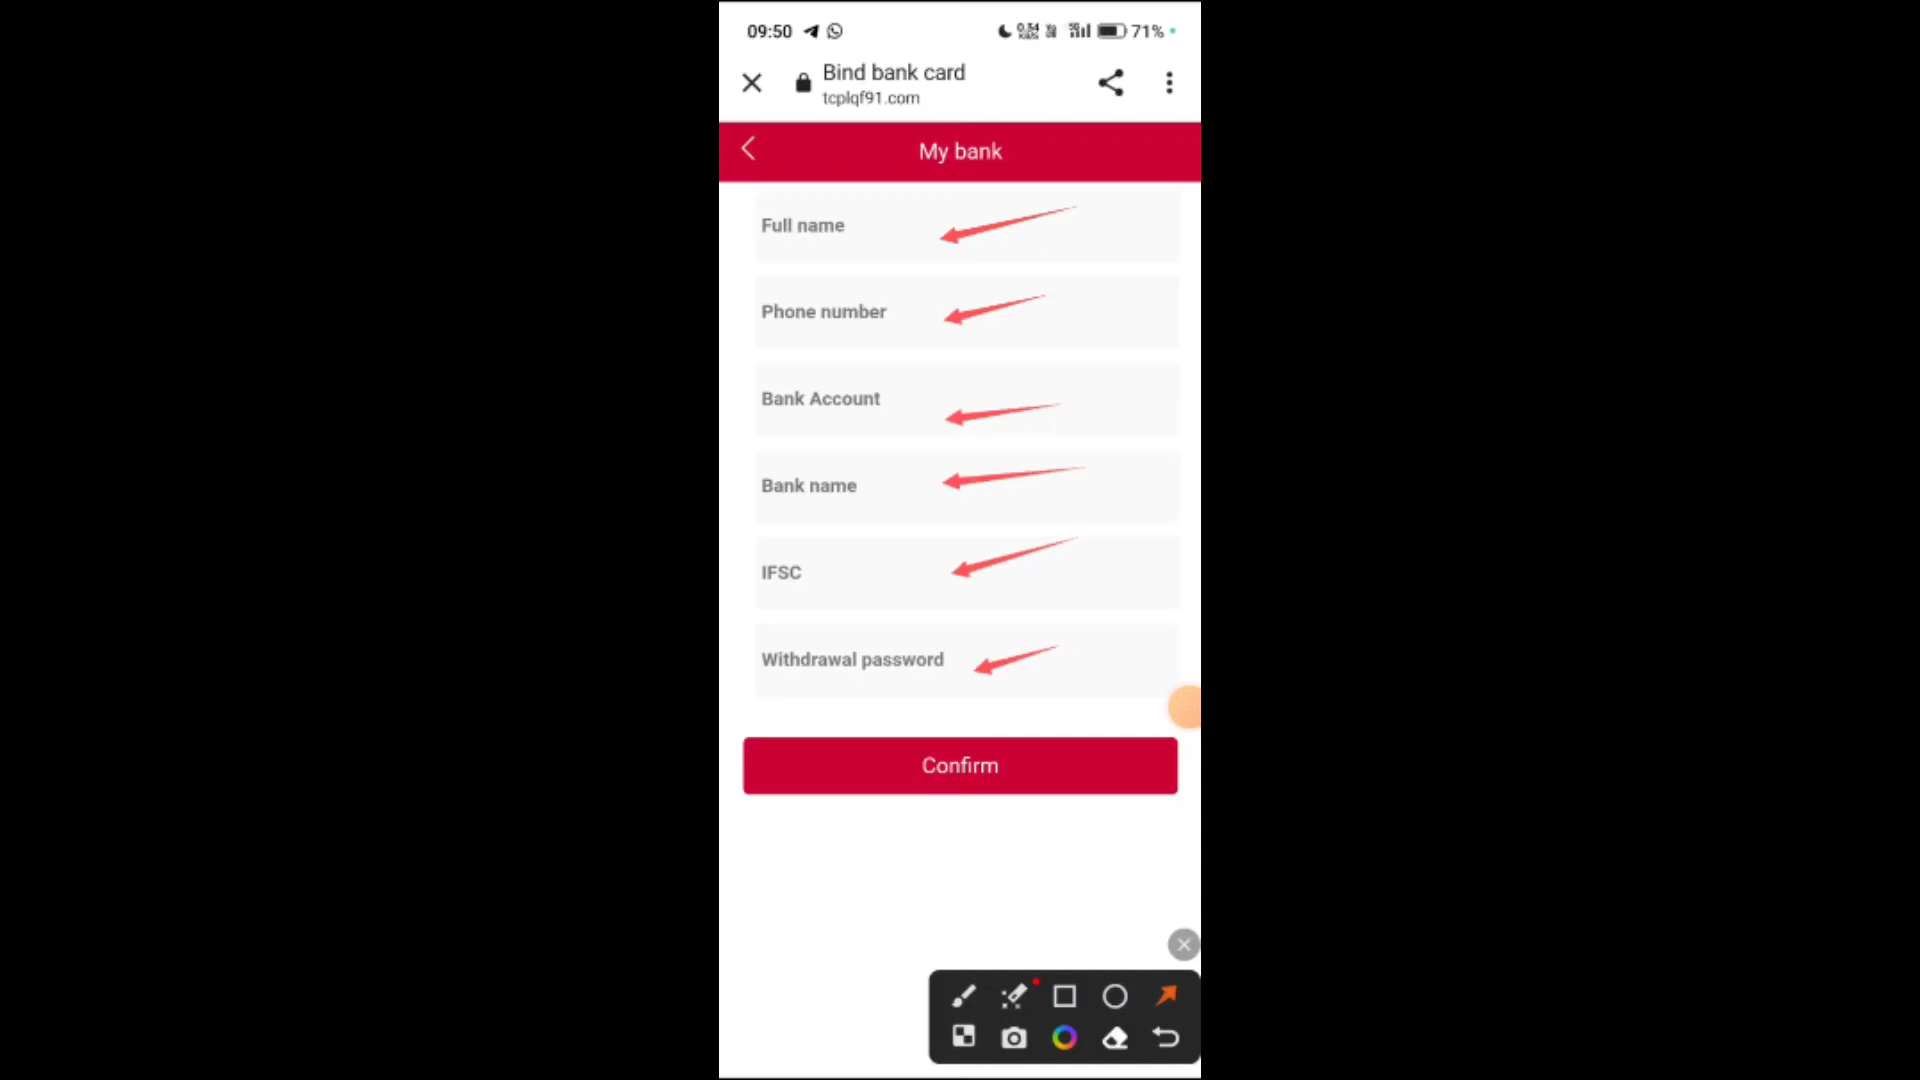 09:50 71%
Bind bank card
tcplqf91.com
My bank
Full name
Phone number
Bank Account
Bank name
IFSC
Withdrawal password
Confirm